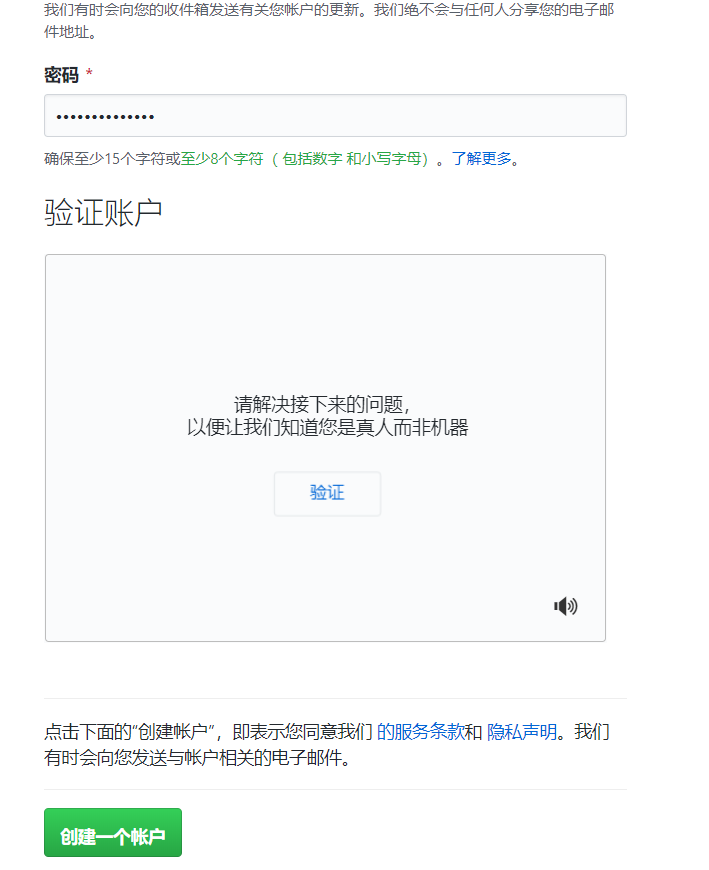 我们有时会向您的收件箱发送有关您帐户的更新。我们绝不会与任何人分享您的电子邮
件地址。
密码 *
••••••••••••••
确保至少15个字符或至少8个字符（ 包括数字 和小写字母）。了解更多。
验证账户
请解决接下来的问题，
以便让我们知道您是真人而非机器
验证
点击下面的“创建帐户”，即表示您同意我们 的服务条款和 隐私声明。我们
有时会向您发送与帐户相关的电子邮件。
创建一个帐户